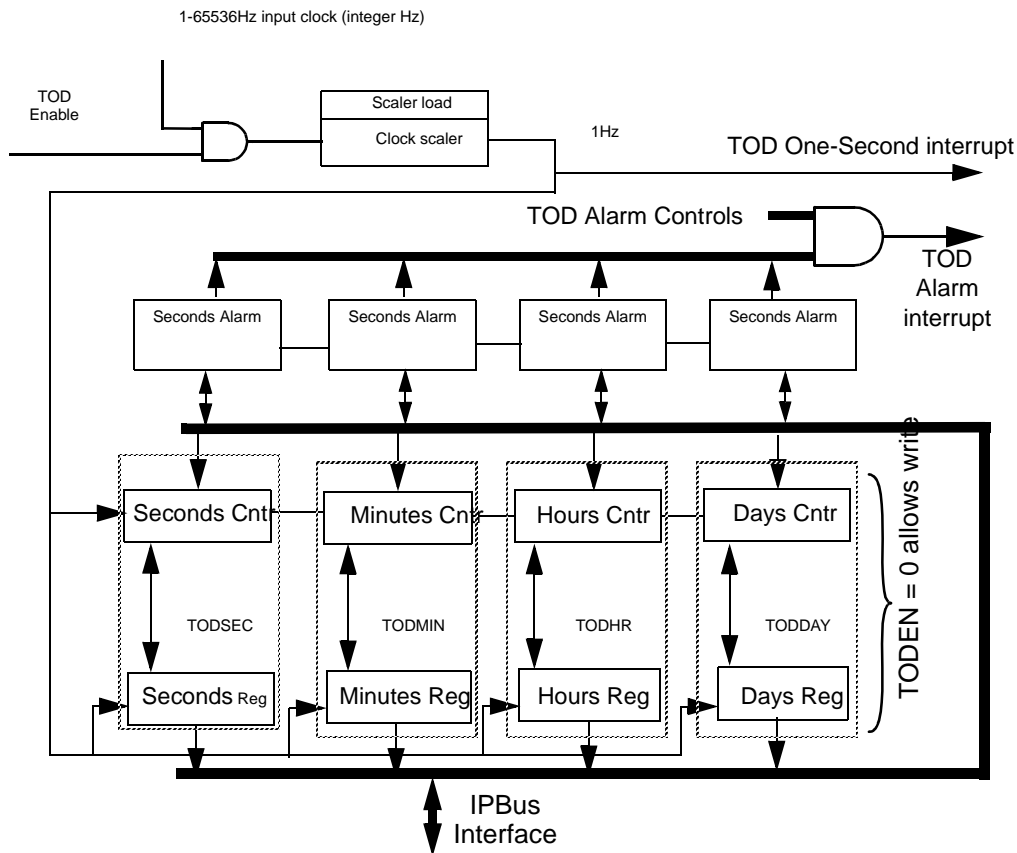 1-65536Hz input clock (integer Hz)
TOD
Enable
Scaler load
Clock scaler
1Hz
TOD One-Second interrupt
TOD Alarm Controls
TOD
Alarm
interrupt
Seconds Alarm
Seconds Alarm
Seconds Alarm
Seconds Alarm
Seconds Cntr
Minutes Cntr
Hours Cntr
Days Cntr
TODEN = 0 allows write
TODSEC
TODMIN
TODHR
TODDAY
Seconds Reg
Minutes Reg
Hours Reg
Days Reg
IPBus
Interface